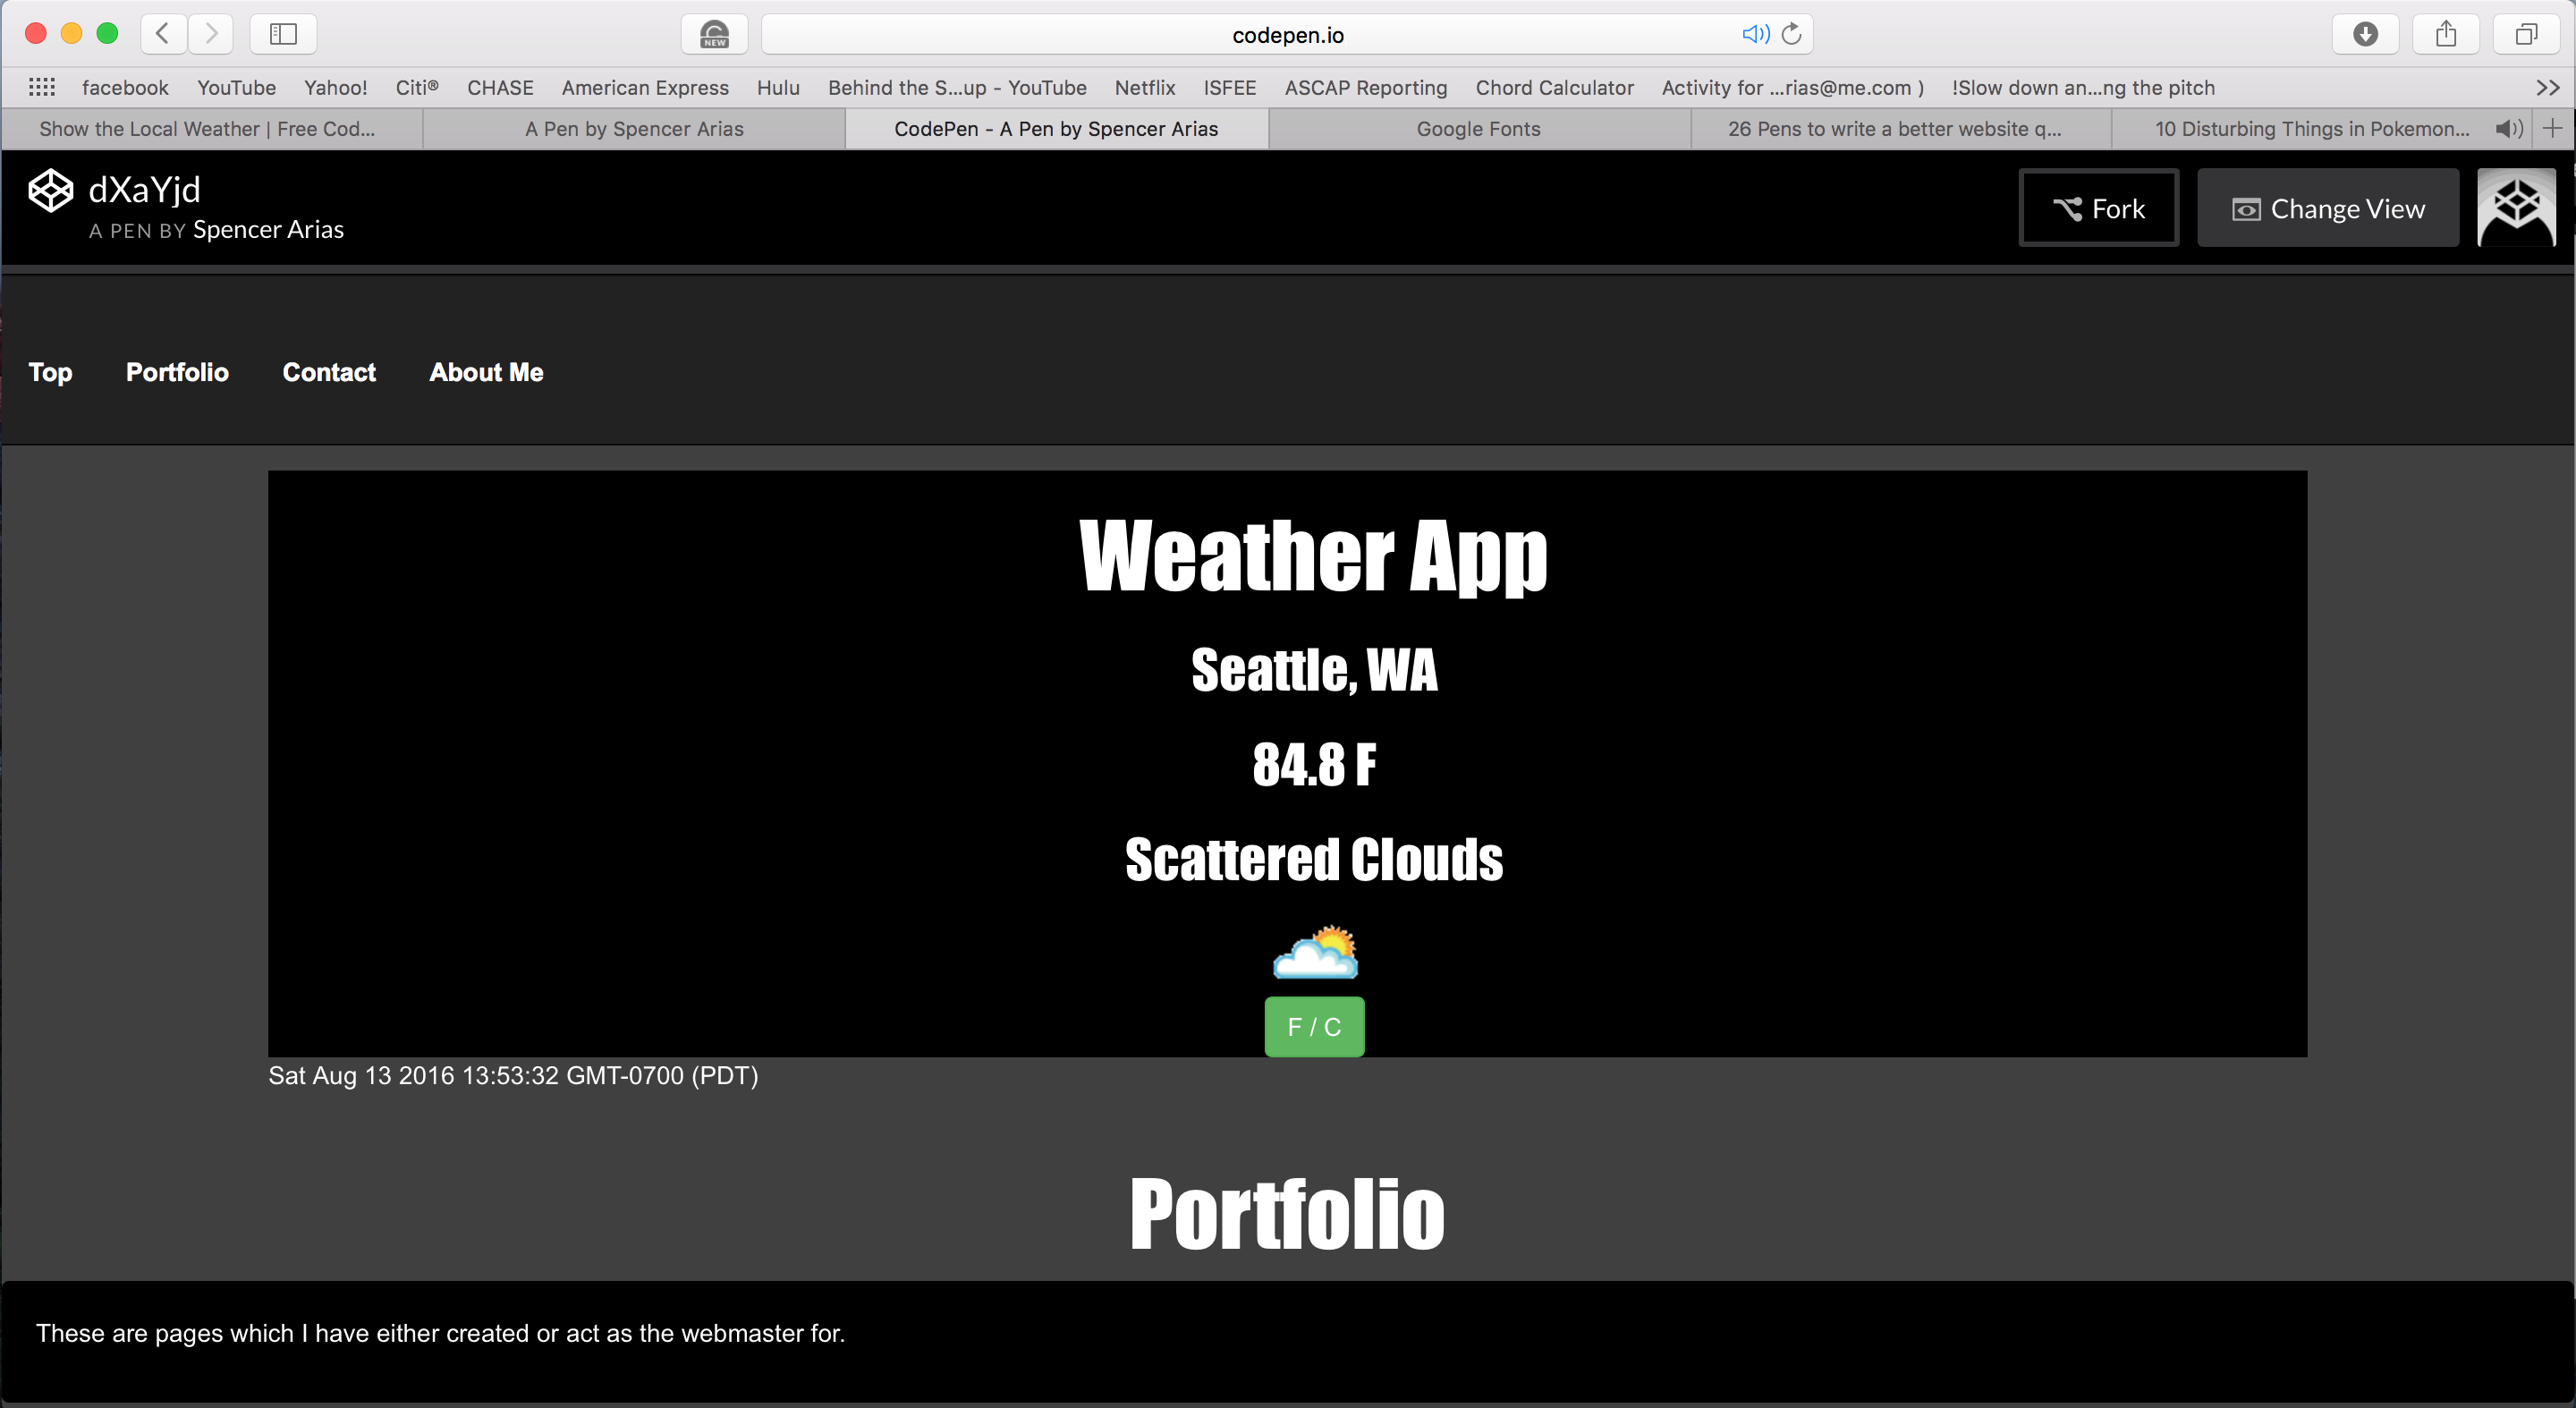 NEW
codepen.io
facebook YouTube Yahoo! Citi® CHASE American Express Hulu Behind the S...up - YouTube Netflix ISFEE ASCAP Reporting Chord Calculator Activity for ...rias@me.com ) !Slow down an...ng the pitch
Show the Local Weather | Free Cod... A Pen by Spencer Arias CodePen - A Pen by Spencer Arias Google Fonts 26 Pens to write a better website q... 10 Disturbing Things in Pokemon...
dXaYjd
A PEN BY Spencer Arias
Fork Change View
Top Portfolio Contact About Me
Weather App
Seattle, WA
84.8 F
Scattered Clouds
F / C
Sat Aug 13 2016 13:53:32 GMT-0700 (PDT)
Portfolio
These are pages which I have either created or act as the webmaster for.